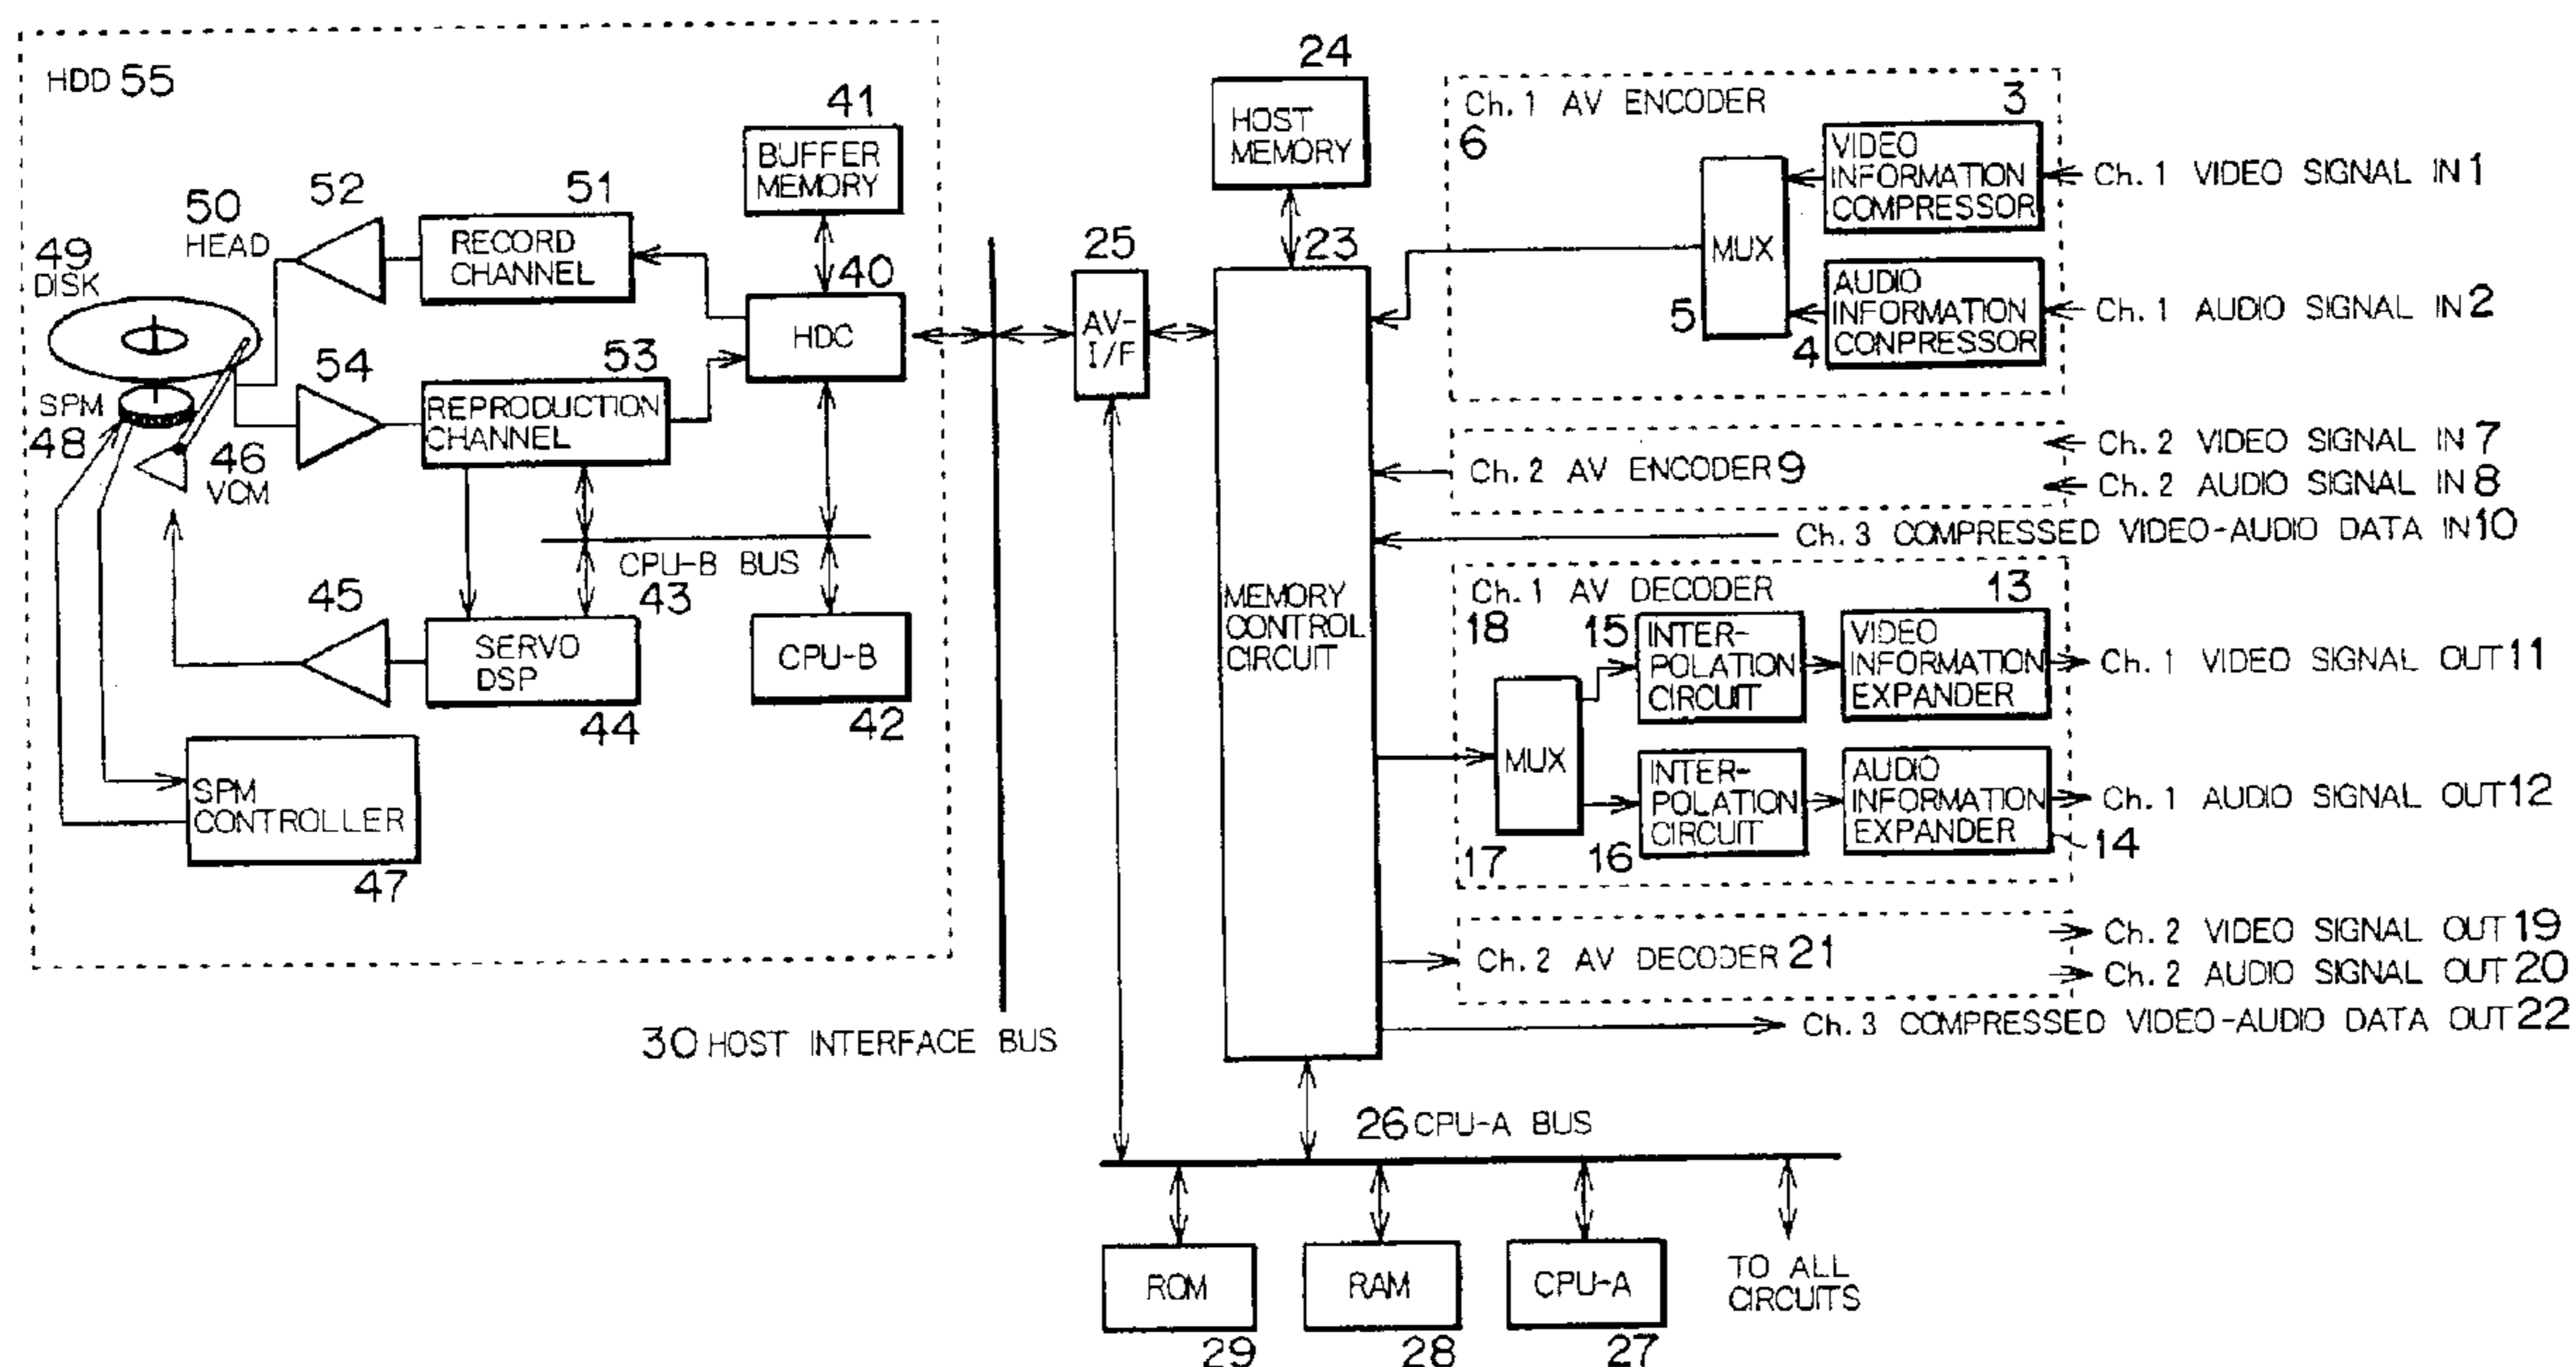 HDD 55
41
BUFFER
MEMORY
50
HEAD
52
51
RECORD
CHANNEL
49
DISK
40
HDC
54
53
REPRODUCTION
CHANNEL
SPM
48
46
VCM
CPU-B BUS
43
45
SERVO
DSP
44
CPU-B
42
SPM
CONTROLLER
47
30 HOST INTERFACE BUS
25
AV-
I/F
24
HOST
MEMORY
23
MEMORY
CONTROL
CIRCUIT
Ch. 1 AV ENCODER
6
3
VIDEO
INFORMATION
COMPRESSOR
Ch. 1 VIDEO SIGNAL IN 1
MUX
5
AUDIO
INFORMATION
CONPRESSOR
4
Ch. 1 AUDIO SIGNAL IN 2
Ch. 2 AV ENCODER 9
Ch. 2 VIDEO SIGNAL IN 7
Ch. 2 AUDIO SIGNAL IN 8
Ch. 3 COMPRESSED VIDEO-AUDIO DATA IN 10
Ch. 1 AV DECODER
18
13
15
INTER-
POLATION
CIRCUIT
VIDEO
INFORMATION
EXPANDER
Ch. 1 VIDEO SIGNAL OUT 11
MUX
17
INTER-
POLATION
CIRCUIT
16
AUDIO
INFORMATION
EXPANDER
14
Ch. 1 AUDIO SIGNAL OUT 12
Ch. 2 AV DECODER 21
Ch. 2 VIDEO SIGNAL OUT 19
Ch. 2 AUDIO SIGNAL OUT 20
Ch. 3 COMPRESSED VIDEO-AUDIO DATA OUT 22
26 CPU-A BUS
ROM
29
RAM
28
CPU-A
27
TO ALL
CIRCUITS